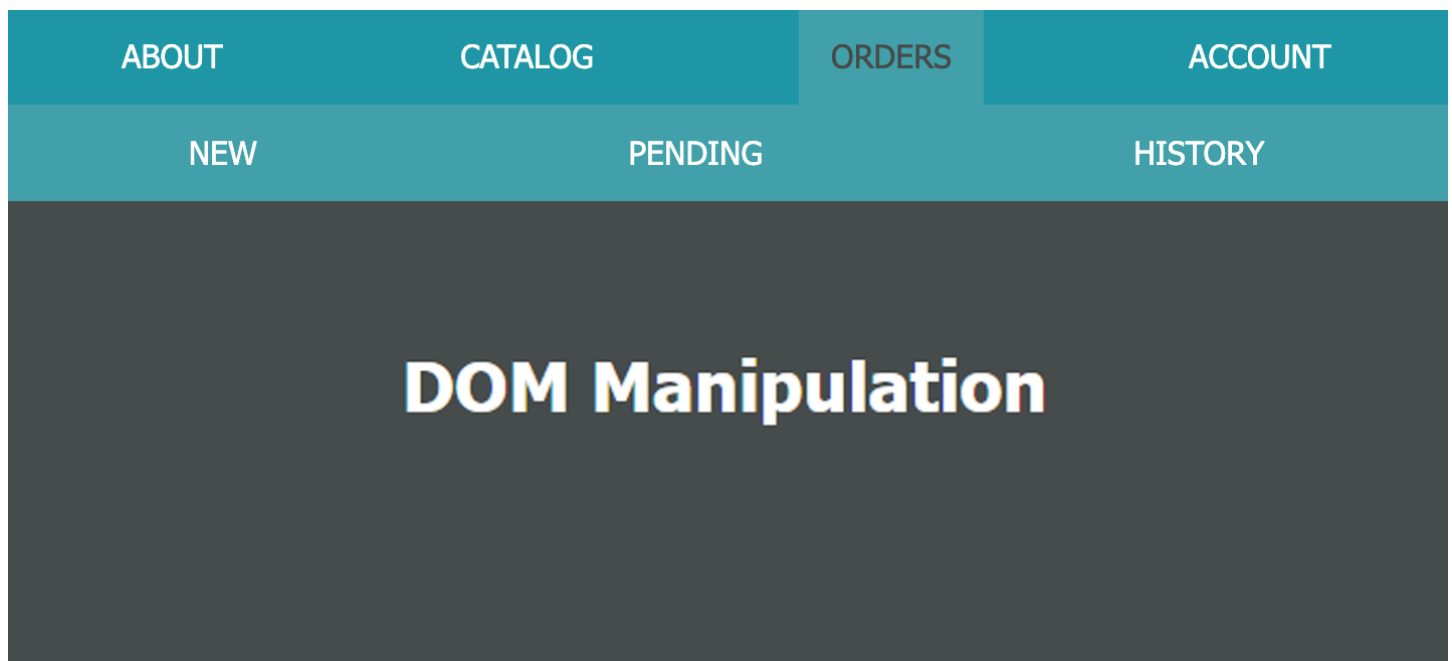 ABOUT CATALOG ORDERS ACCOUNT
NEW PENDING HISTORY
DOM Manipulation